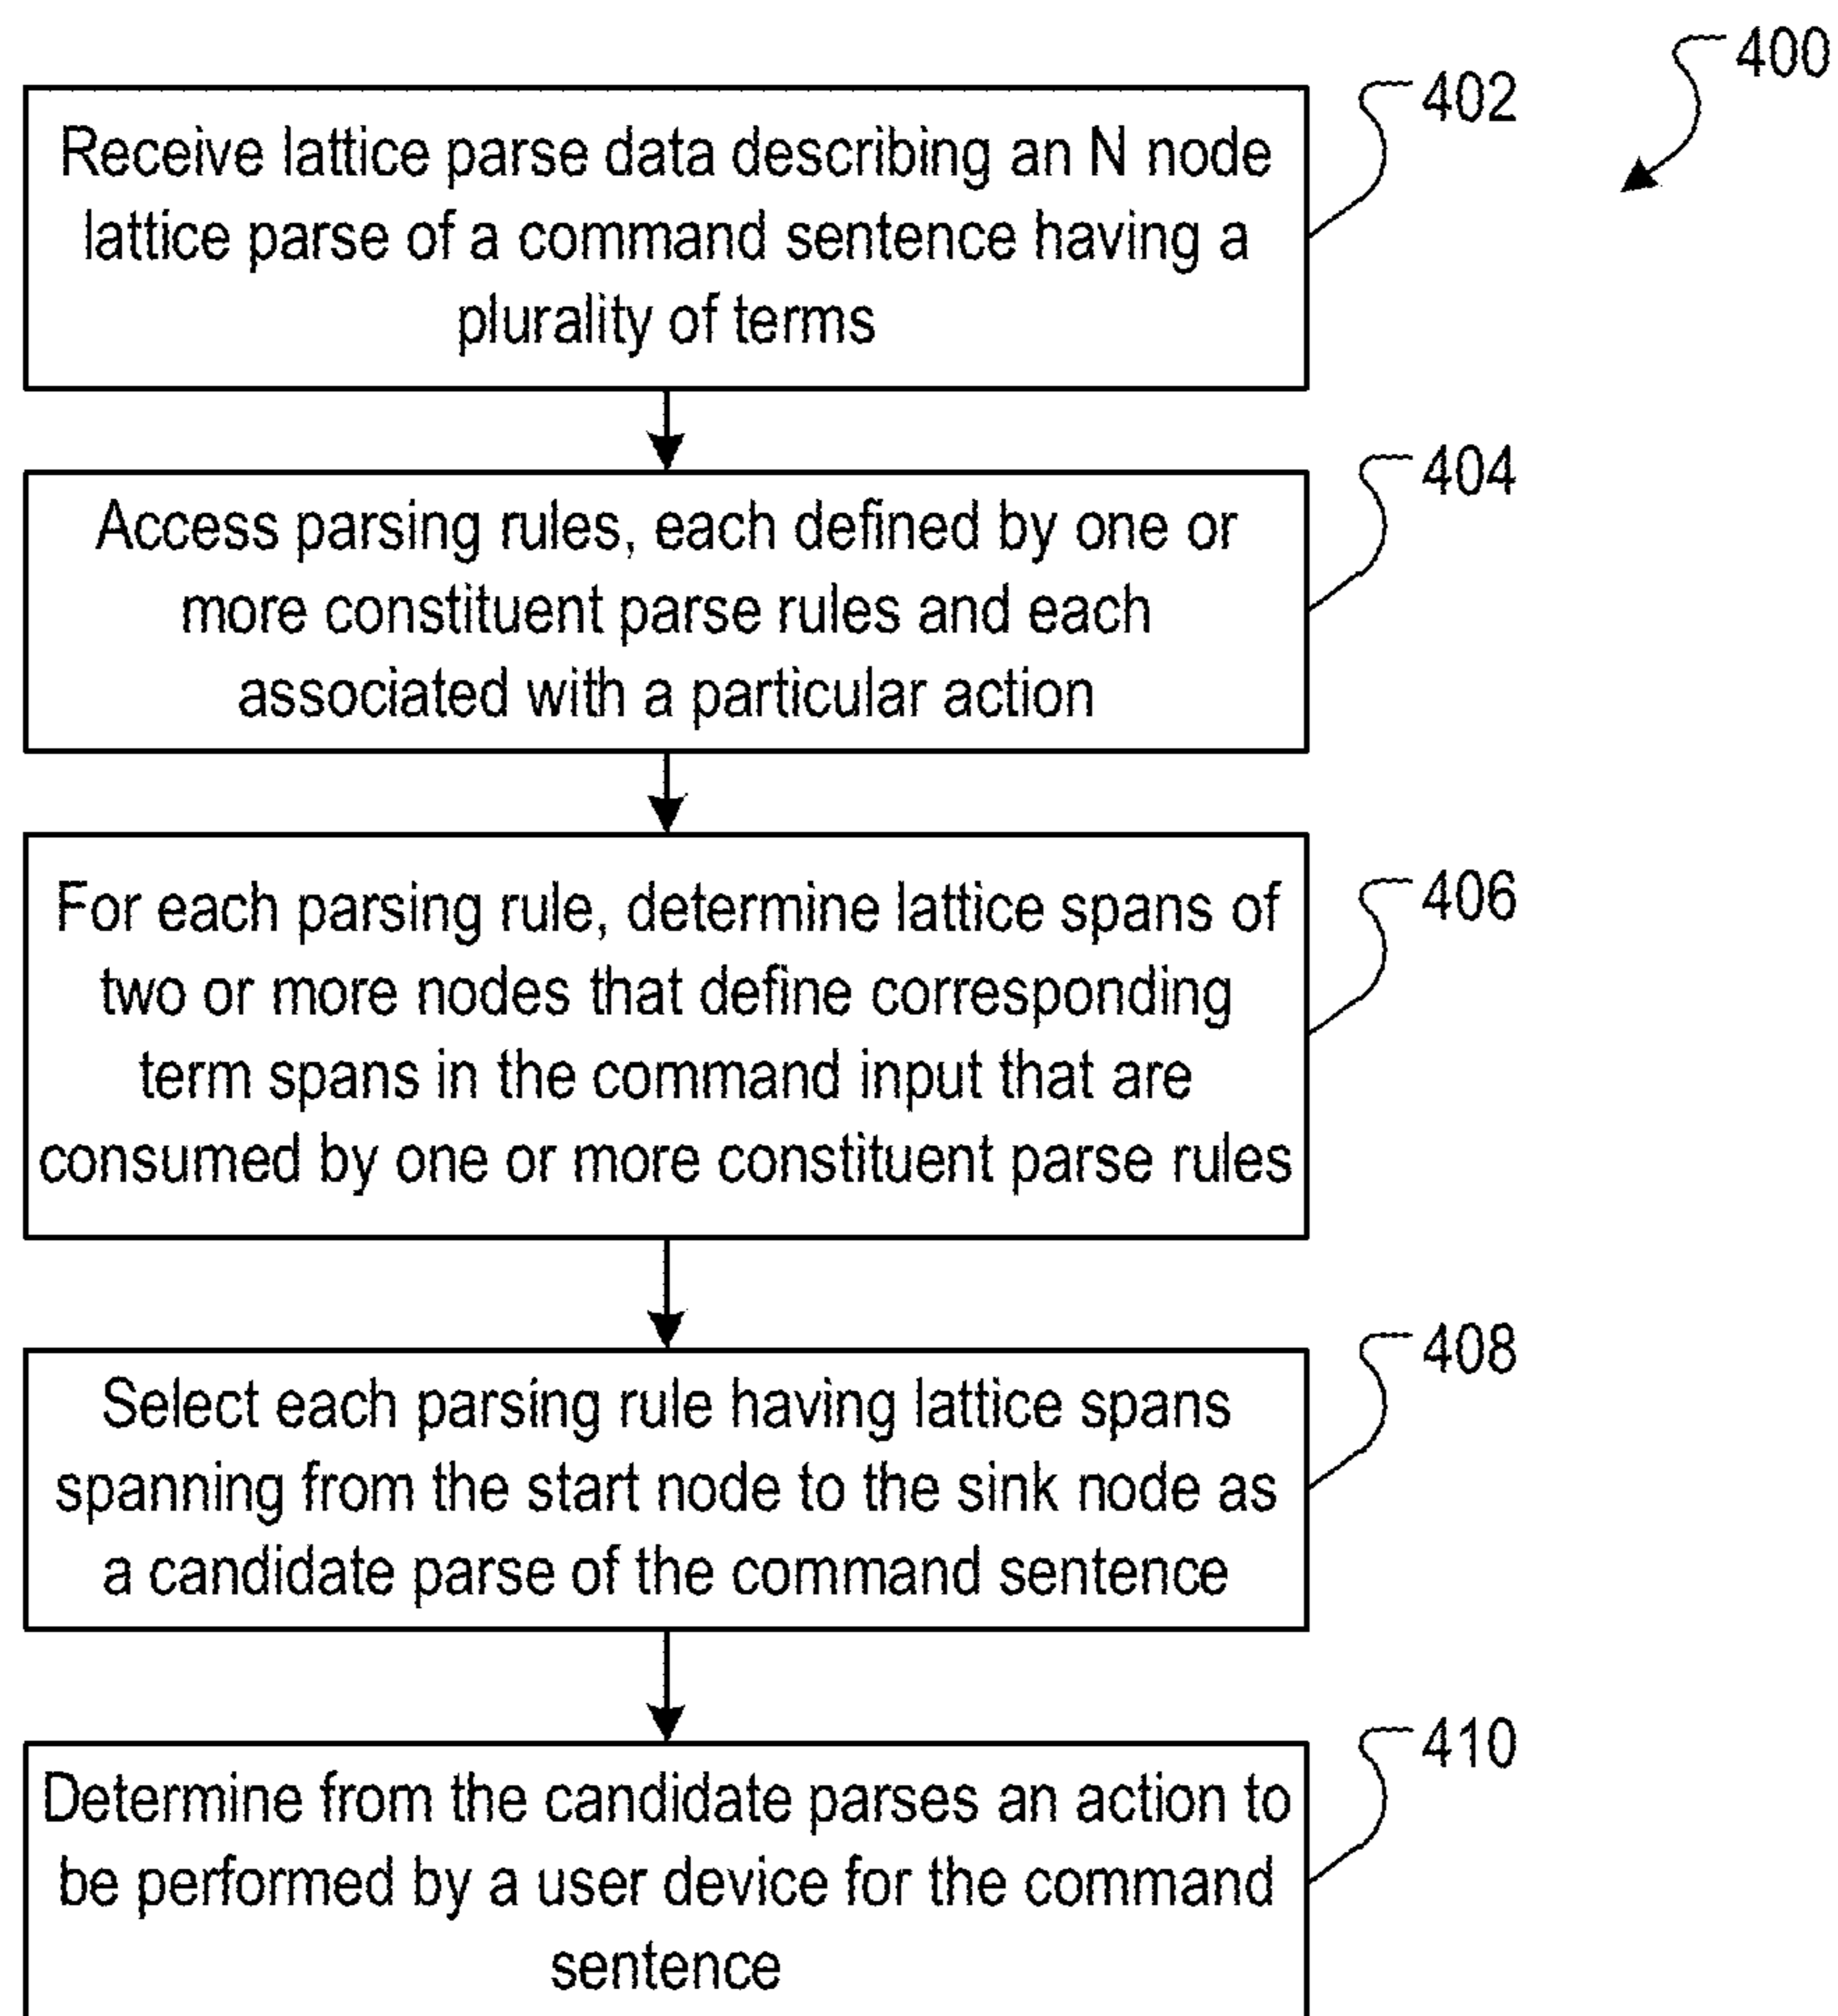 400
402
Receive lattice parse data describing an N node
lattice parse of a command sentence having a
plurality of terms
404
Access parsing rules, each defined by one or
more constituent parse rules and each
associated with a particular action
406
For each parsing rule, determine lattice spans of
two or more nodes that define corresponding
term spans in the command input that are
consumed by one or more constituent parse rules
408
Select each parsing rule having lattice spans
spanning from the start node to the sink node as
a candidate parse of the command sentence
410
Determine from the candidate parses an action to
be performed by a user device for the command
sentence